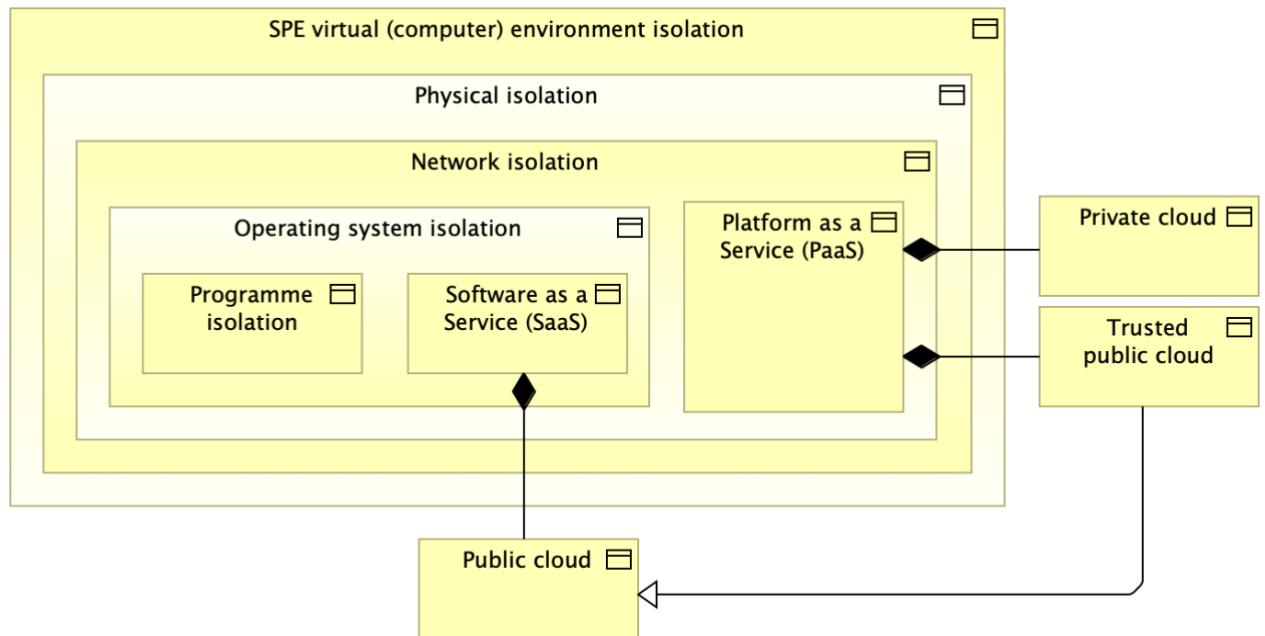 SPE virtual (computer) environment isolation
Physical isolation
Network isolation
Operating system isolation
Programme
isolation
Software as a
Service (SaaS)
Platform as a
Service (PaaS)
Private cloud
Trusted
public cloud
Public cloud